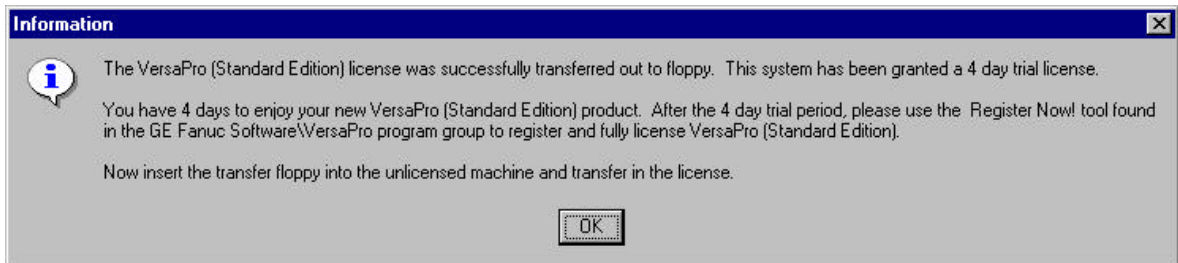 Information
The VersaPro (Standard Edition) license was successfully transferred out to floppy. This system has been granted a 4 day trial license.
You have 4 days to enjoy your new VersaPro (Standard Edition) product. After the 4 day trial period, please use the Register Now! tool found
in the GE Fanuc Software\VersaPro program group to register and fully license VersaPro (Standard Edition).
Now insert the transfer floppy into the unlicensed machine and transfer in the license.
OK